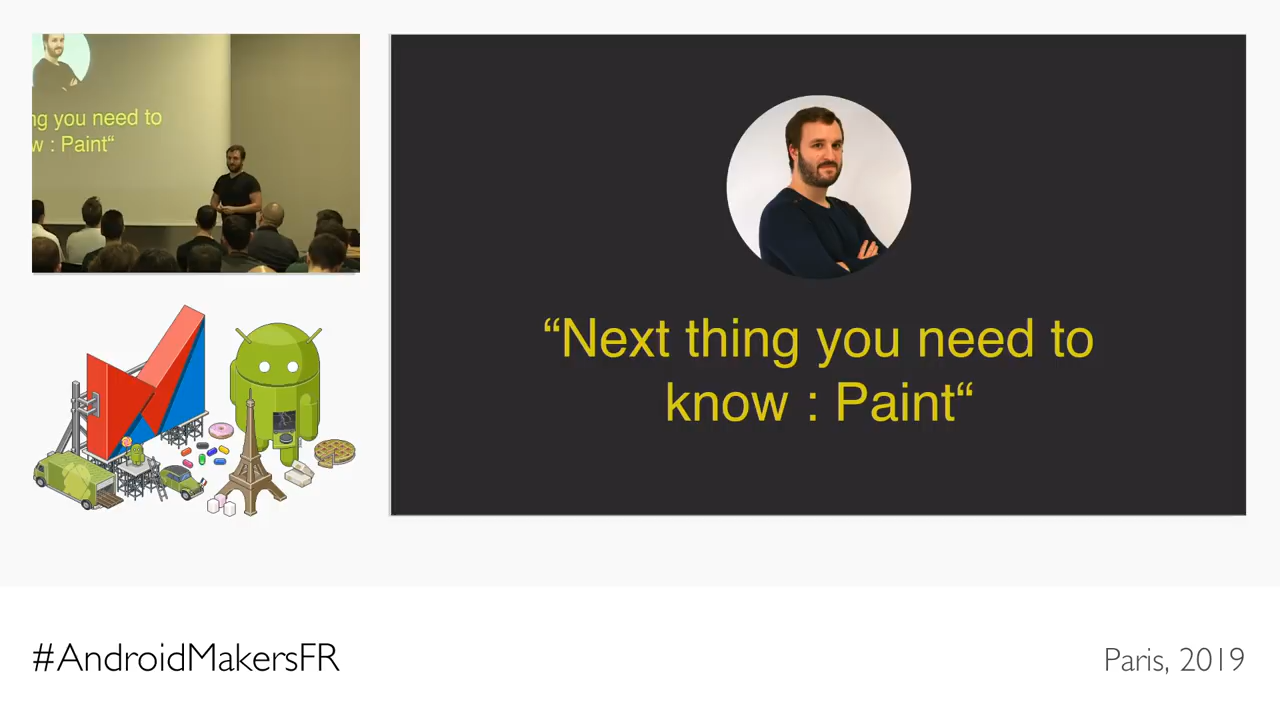 ng you need to
w : Paint“
“Next thing you need to
know : Paint“
#AndroidMakersFR
Paris, 2019